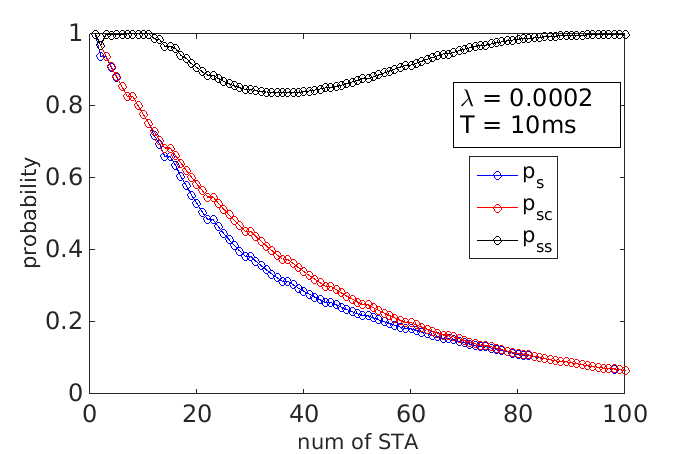 1
0.8
0.6
0.4
0.2
0
probability
0
20
40
60
80
100
num of STA
λ = 0.0002
T = 10ms
p_s
p_sc
p_ss